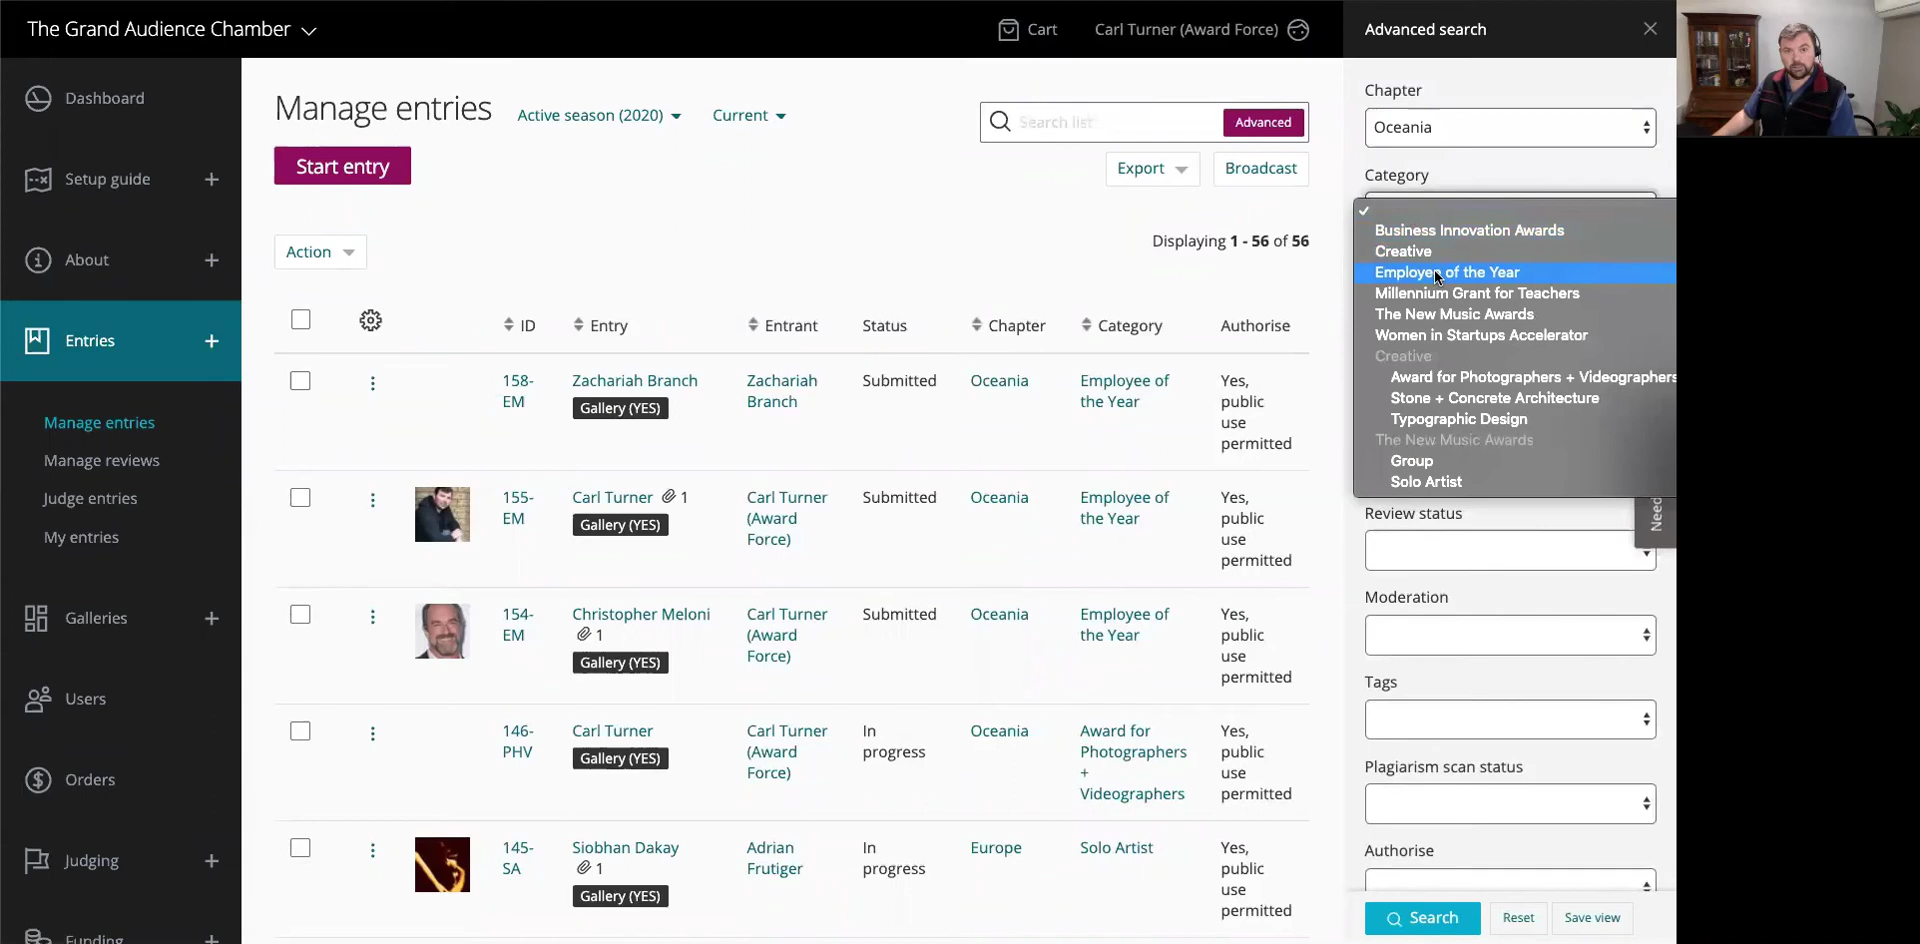 The Grand Audience Chamber
Cart
Carl Turner (Award Force)
Advanced search
Dashboard
Setup guide
About
Entries
Manage entries
Manage reviews
Judge entries
My entries
Galleries
Users
Orders
Judging
Funding
Manage entries
Active season (2020)
Current
Search list
Advanced
Start entry
Export
Broadcast
Action
Displaying 1 - 56 of 56
ID
Entry
Entrant
Status
Chapter
Category
Authorise
158-
EM
Zachariah Branch
Gallery (YES)
Zachariah
Branch
Submitted
Oceania
Employee of
the Year
Yes,
public
use
permitted
155-
EM
Carl Turner 1
Gallery (YES)
Carl Turner
(Award
Force)
Submitted
Oceania
Employee of
the Year
Yes,
public
use
permitted
154-
EM
Christopher Meloni
1
Gallery (YES)
Carl Turner
(Award
Force)
Submitted
Oceania
Employee of
the Year
Yes,
public
use
permitted
146-
PHV
Carl Turner
Gallery (YES)
Carl Turner
(Award
Force)
In
progress
Oceania
Award for
Photographers
+
Videographers
Yes,
public
use
permitted
145-
SA
Siobhan Dakay
1
Gallery (YES)
Adrian
Frutiger
In
progress
Europe
Solo Artist
Yes,
public
use
permitted
Chapter
Oceania
Category
Business Innovation Awards
Creative
Employee of the Year
Millennium Grant for Teachers
The New Music Awards
Women in Startups Accelerator
Creative
Award for Photographers + Videographers
Stone + Concrete Architecture
Typographic Design
The New Music Awards
Group
Solo Artist
Need
Review status
Moderation
Tags
Plagiarism scan status
Authorise
Search
Reset
Save view